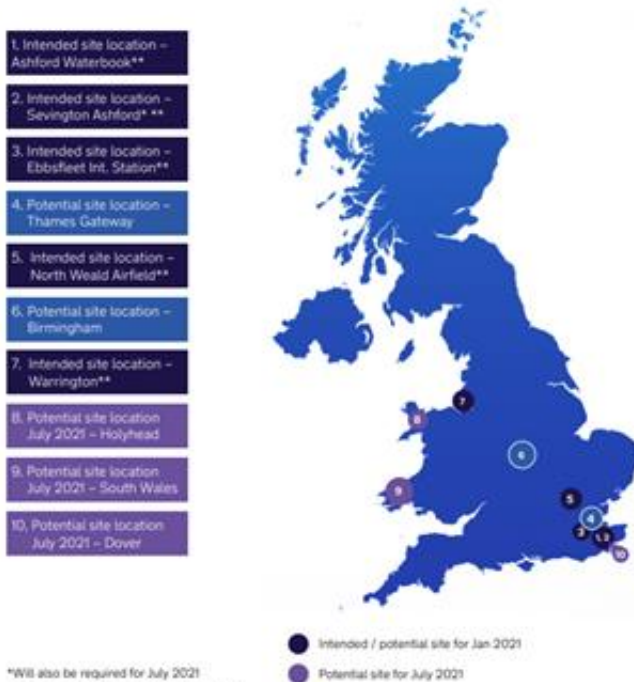 1. Intended site location –
Ashford Waterbook**
2. Intended site location –
Sevington Ashford* **
3. Intended site location –
Ebbsfleet Int. Station**
4. Potential site location –
Thames Gateway
5. Intended site location –
North Weald Airfield**
6. Potential site location –
Birmingham
7. Intended site location –
Warrington**
8. Potential site location
July 2021 – Holyhead
9. Potential site location
July 2021 – South Wales
10. Potential site location
July 2021 – Dover
7
8
6
9
5
4
3
1, 2
10
Intended / potential site for Jan 2021
*Will also be required for July 2021
Potential site for July 2021